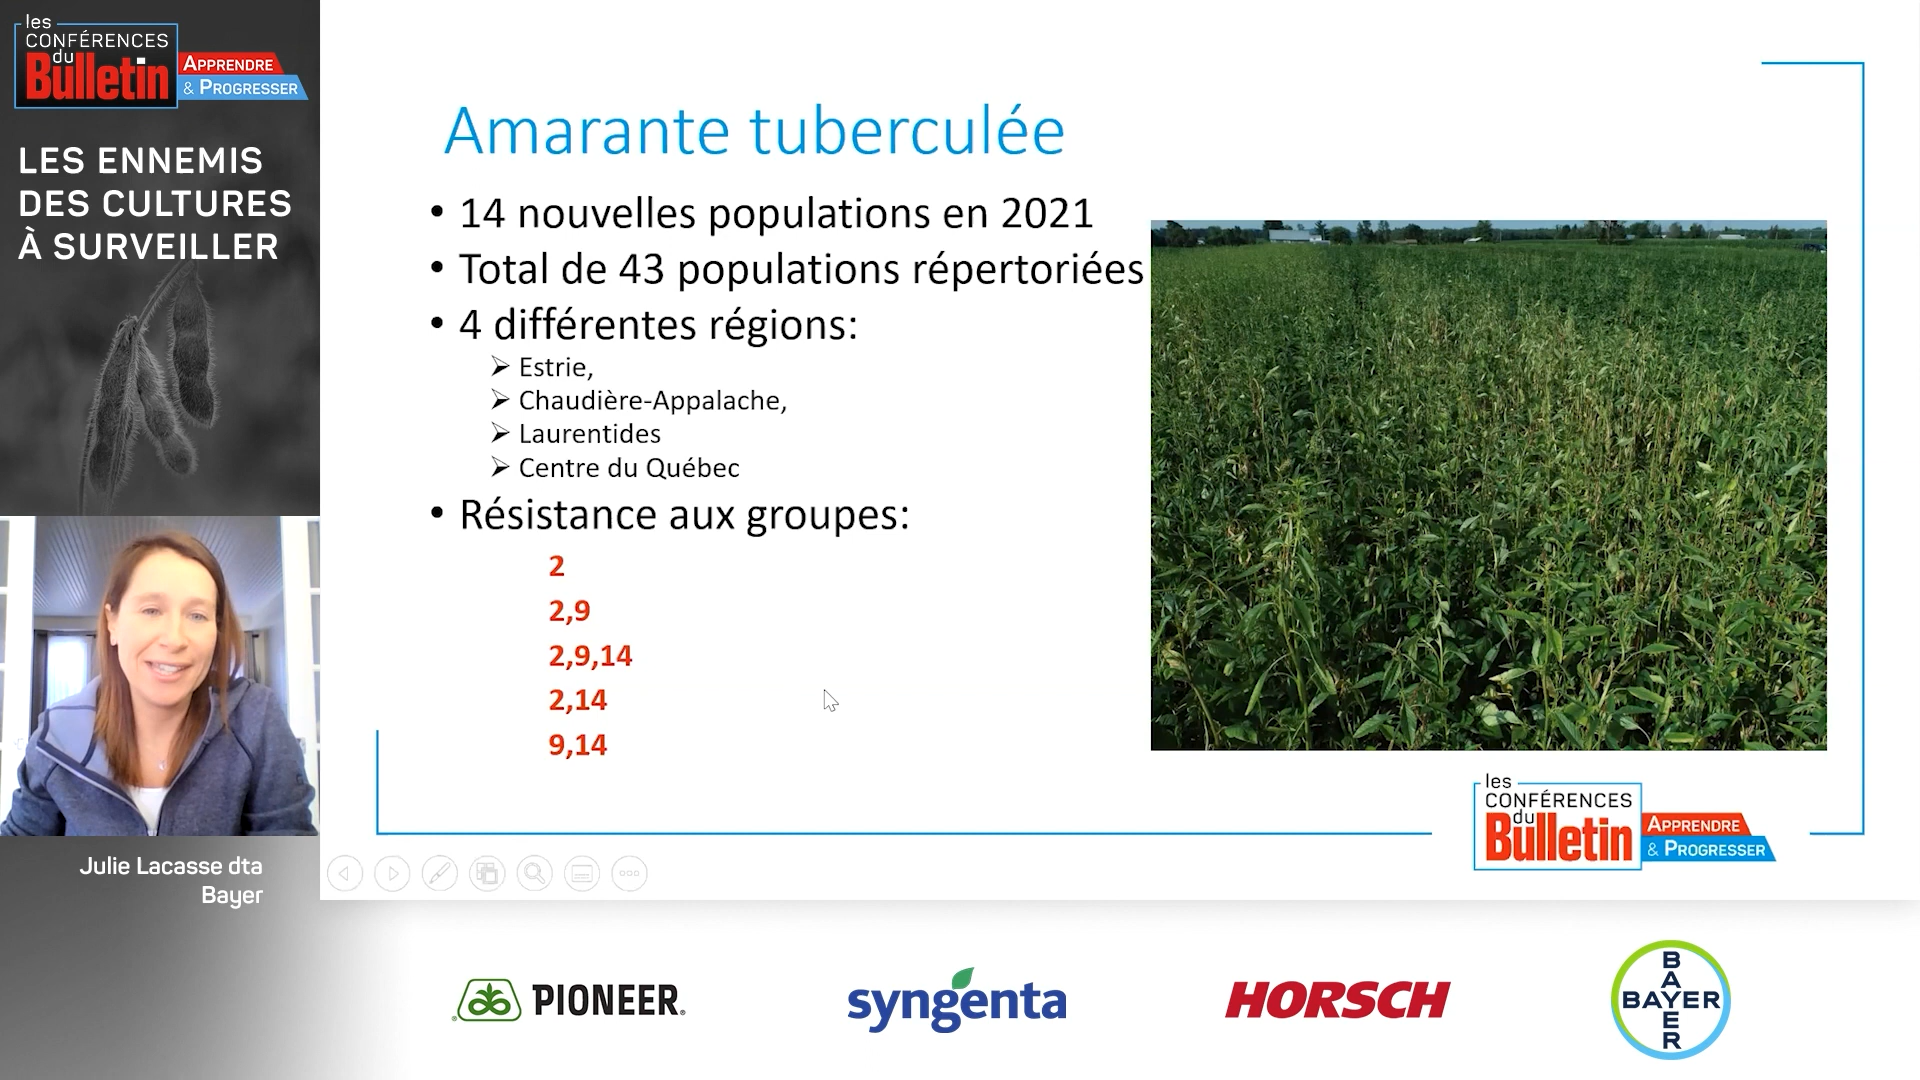 les
CONFÉRENCES
du
Bulletin
APPRENDRE
& PROGRESSER
LES ENNEMIS
DES CULTURES
À SURVEILLER
Julie Lacasse dta
Bayer
Amarante tuberculée
• 14 nouvelles populations en 2021
• Total de 43 populations répertoriées
• 4 différentes régions:
➢ Estrie,
➢ Chaudière-Appalache,
➢ Laurentides
➢ Centre du Québec
• Résistance aux groupes:
2
2,9
2,9,14
2,14
9,14
les
CONFÉRENCES
du
Bulletin
APPRENDRE
& PROGRESSER
PIONEER®
syngenta
HORSCH
BAYER
BAYER